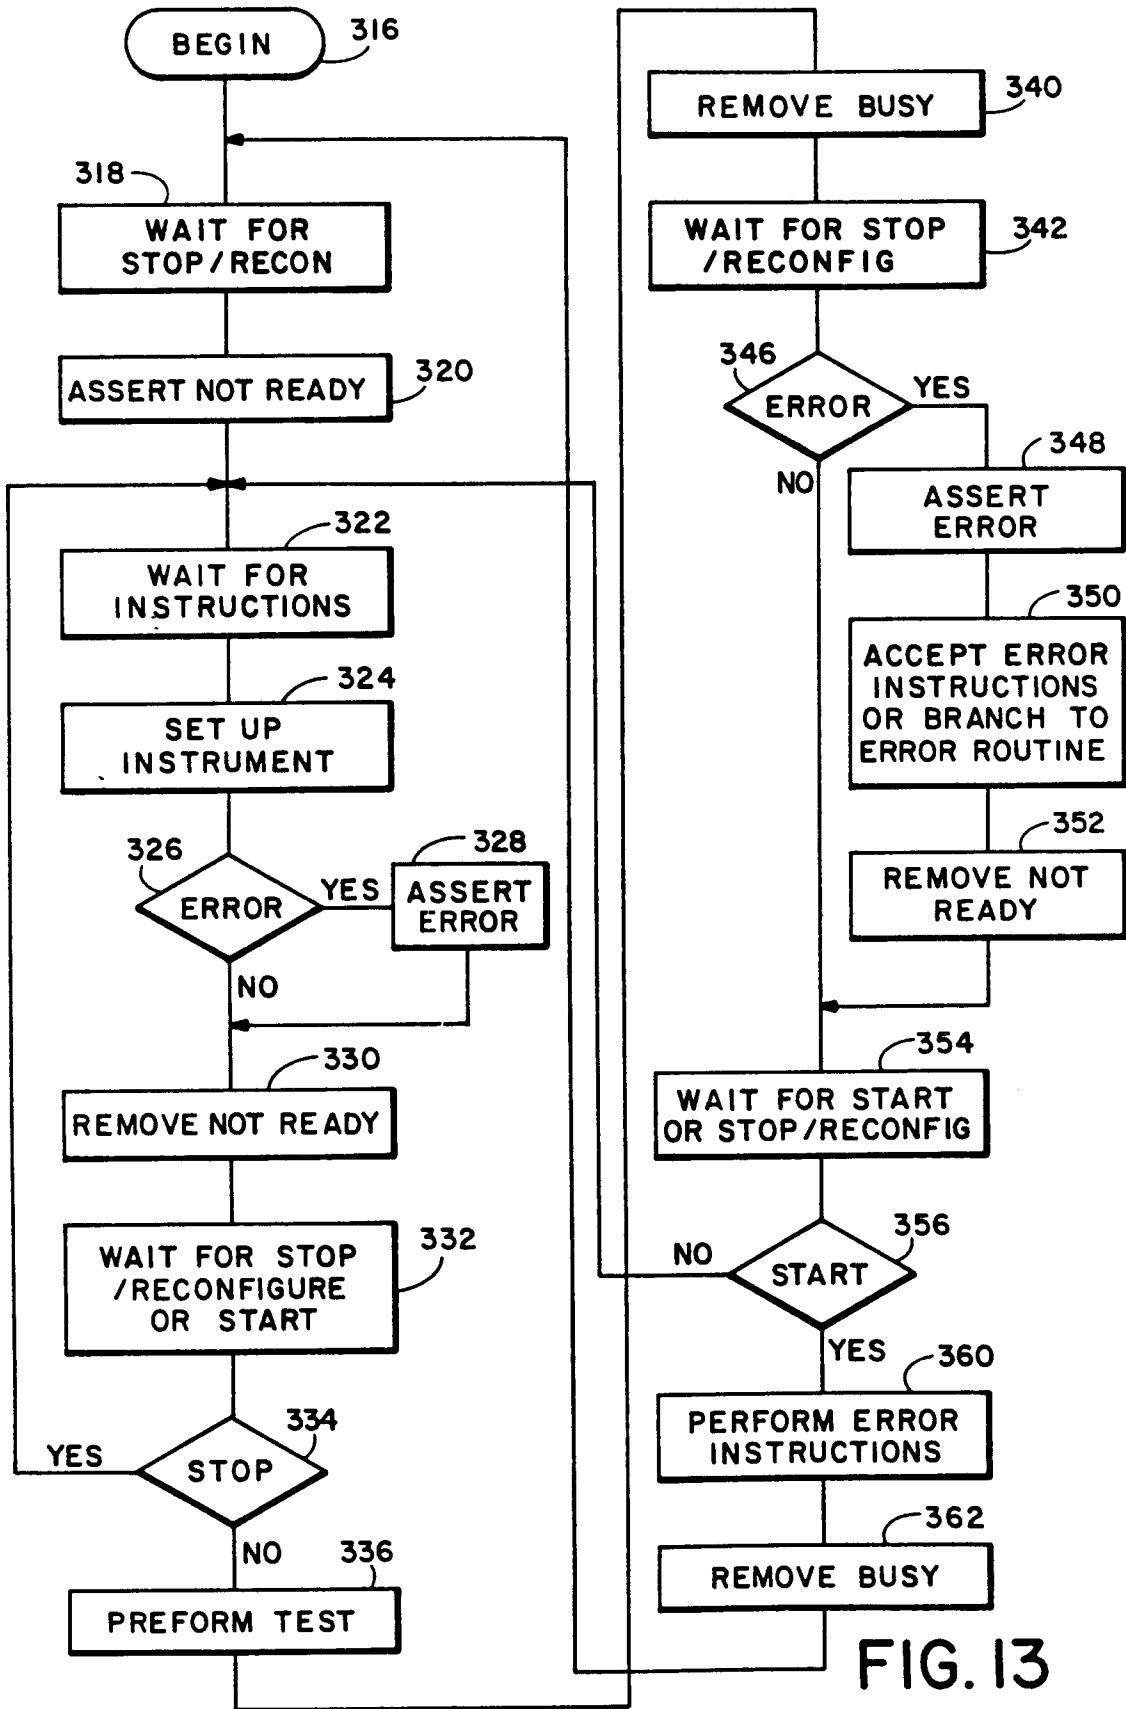 BEGIN
316
318
WAIT FOR
STOP/RECON
ASSERT NOT READY
320
322
WAIT FOR
INSTRUCTIONS
324
SET UP
INSTRUMENT
326
ERROR
YES
328
ASSERT
ERROR
NO
330
REMOVE NOT READY
WAIT FOR STOP
/RECONFIGURE
OR START
332
334
YES
STOP
NO
336
PREFORM TEST
REMOVE BUSY
340
WAIT FOR STOP
/RECONFIG
342
346
ERROR
YES
NO
348
ASSERT
ERROR
350
ACCEPT ERROR
INSTRUCTIONS
OR BRANCH TO
ERROR ROUTINE
352
REMOVE NOT
READY
354
WAIT FOR START
OR STOP/RECONFIG
356
NO
START
YES
360
PERFORM ERROR
INSTRUCTIONS
362
REMOVE BUSY
FIG. 13